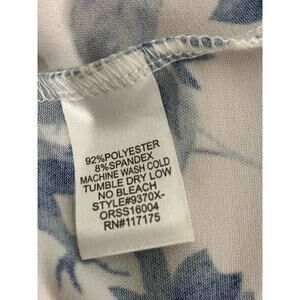 92%POLYESTER
8%SPANDEX
MACHINE WASH COLD
TUMBLE DRY LOW
NO BLEACH
STYLE#9370X-
ORSS16004
RN#117175